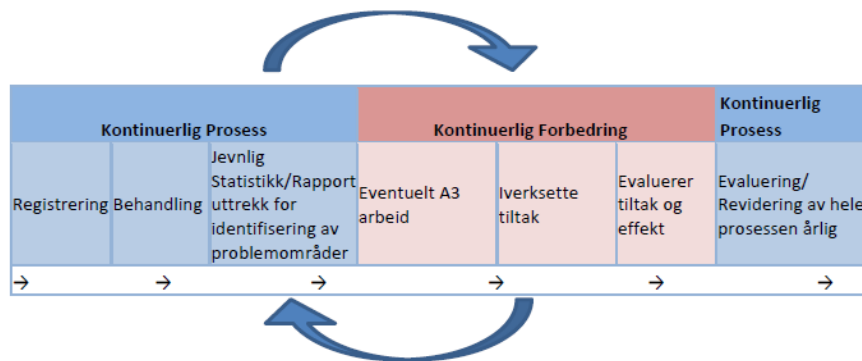 Kontinuerlig Prosess
Kontinuerlig Forbedring
Kontinuerlig
Prosess
Registrering
Behandling
Jevnlig
Statistikk/Rapport
uttrekk for
identifisering av
problemområder
Eventuelt A3
arbeid
Iverksette
tiltak
Evaluerer
tiltak og
effekt
Evaluering/
Revidering av hele
prosessen årlig
→ → → → → →